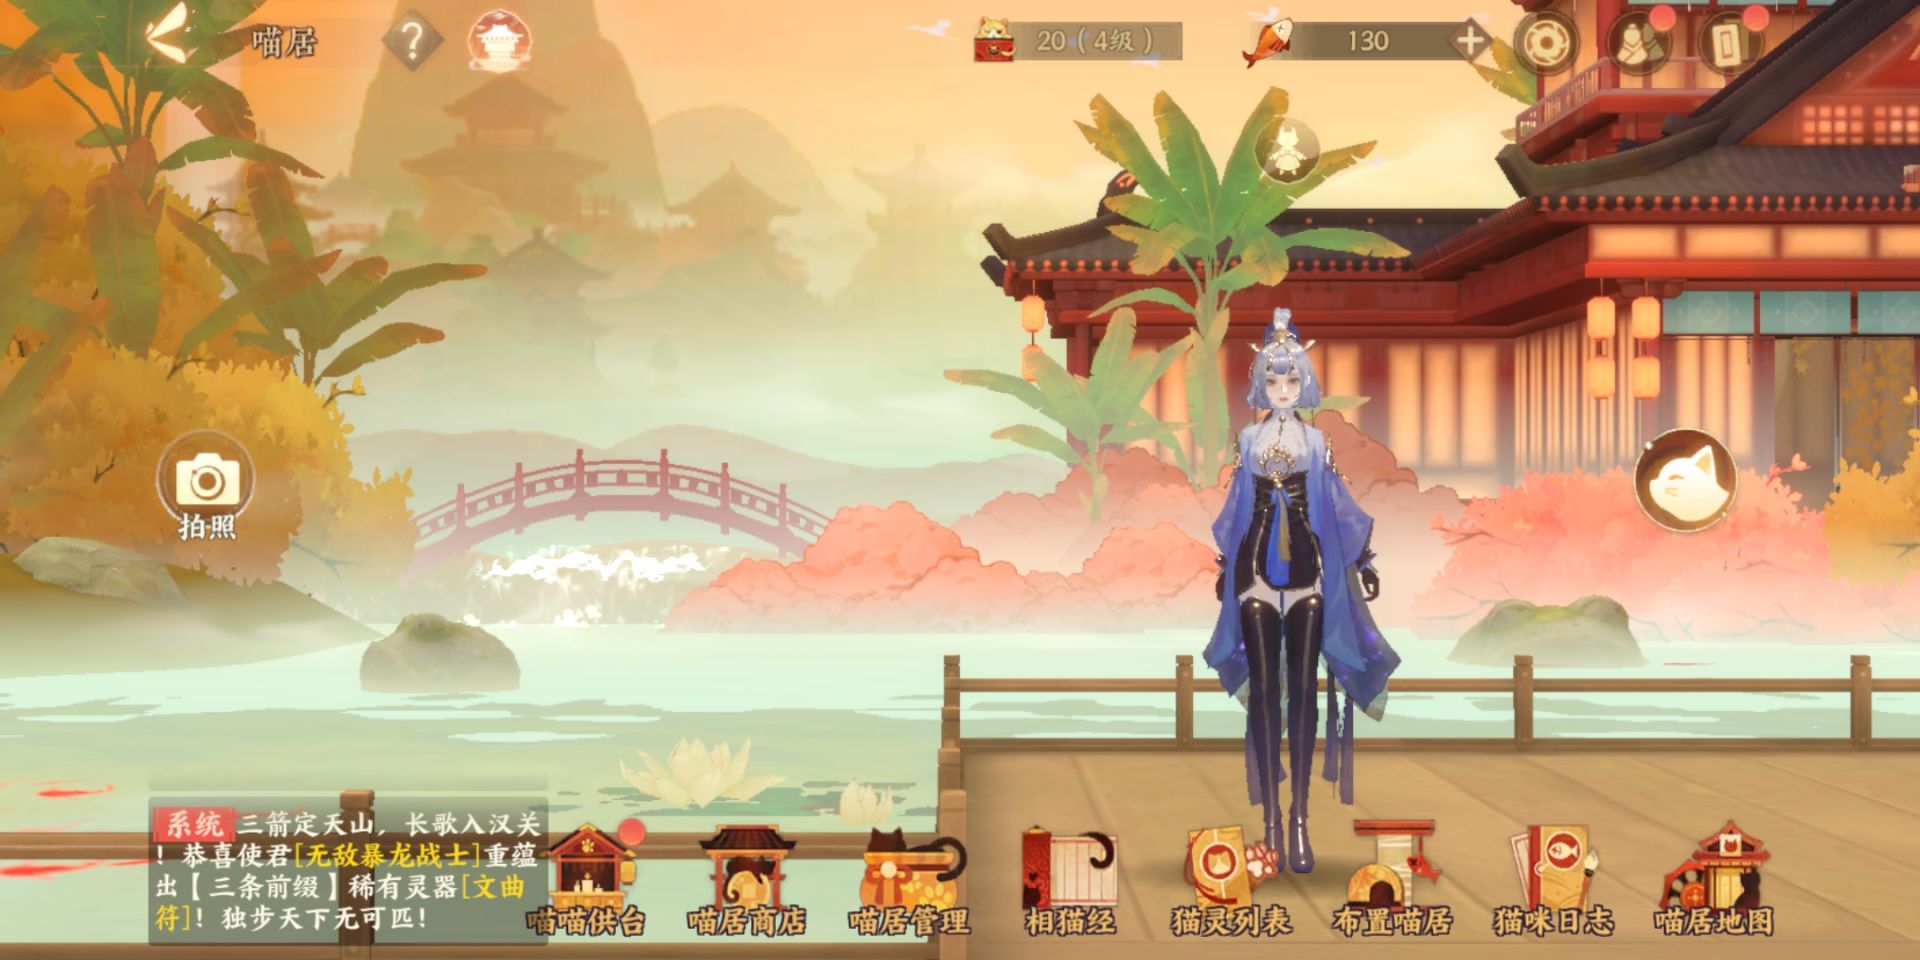 喵居
?
20（4级）
130
拍照
系统 三箭定天山，长歌入汉关
！恭喜使君[无敌暴龙战士]重蕴
出【三条前缀】稀有灵器[文曲
符]！独步天下无可匹！
喵喵供台
喵居商店
喵居管理
相猫经
猫灵列表
布置喵居
猫咪日志
喵居地图